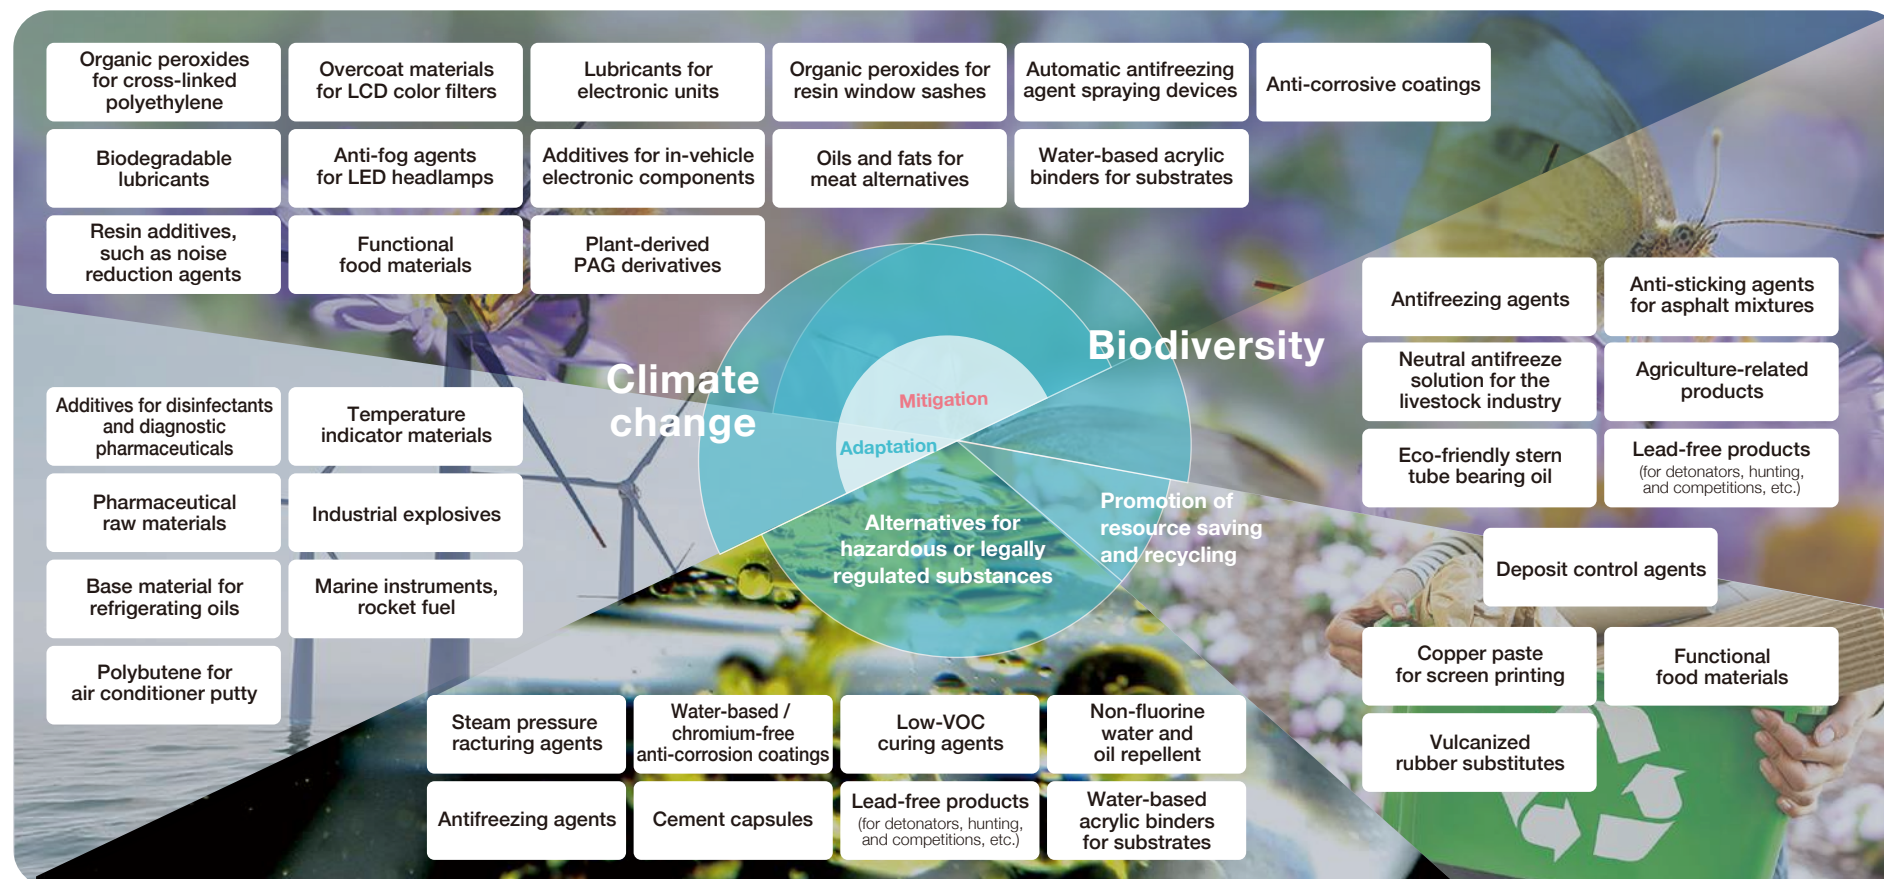 Organic peroxides
for cross-linked
polyethylene
Overcoat materials
for LCD color filters
Lubricants for
electronic units
Organic peroxides for
resin window sashes
Automatic antifreezing
agent spraying devices
Anti-corrosive coatings
Biodegradable
lubricants
Anti-fog agents
for LED headlamps
Additives for in-vehicle
electronic components
Oils and fats for
meat alternatives
Water-based acrylic
binders for substrates
Resin additives,
such as noise
reduction agents
Functional
food materials
Plant-derived
PAG derivatives
Climate
change
Biodiversity
Mitigation
Adaptation
Antifreezing agents
Anti-sticking agents
for asphalt mixtures
Neutral antifreeze
solution for the
livestock industry
Agriculture-related
products
Eco-friendly stern
tube bearing oil
Lead-free products
(for detonators, hunting,
and competitions, etc.)
Additives for disinfectants
and diagnostic
pharmaceuticals
Temperature
indicator materials
Pharmaceutical
raw materials
Industrial explosives
Base material for
refrigerating oils
Marine instruments,
rocket fuel
Polybutene for
air conditioner putty
Alternatives for
hazardous or legally
regulated substances
Promotion of
resource saving
and recycling
Deposit control agents
Copper paste
for screen printing
Functional
food materials
Vulcanized
rubber substitutes
Steam pressure
racturing agents
Water-based /
chromium-free
anti-corrosion coatings
Low-VOC
curing agents
Non-fluorine
water and
oil repellent
Antifreezing agents
Cement capsules
Lead-free products
(for detonators, hunting,
and competitions, etc.)
Water-based
acrylic binders
for substrates